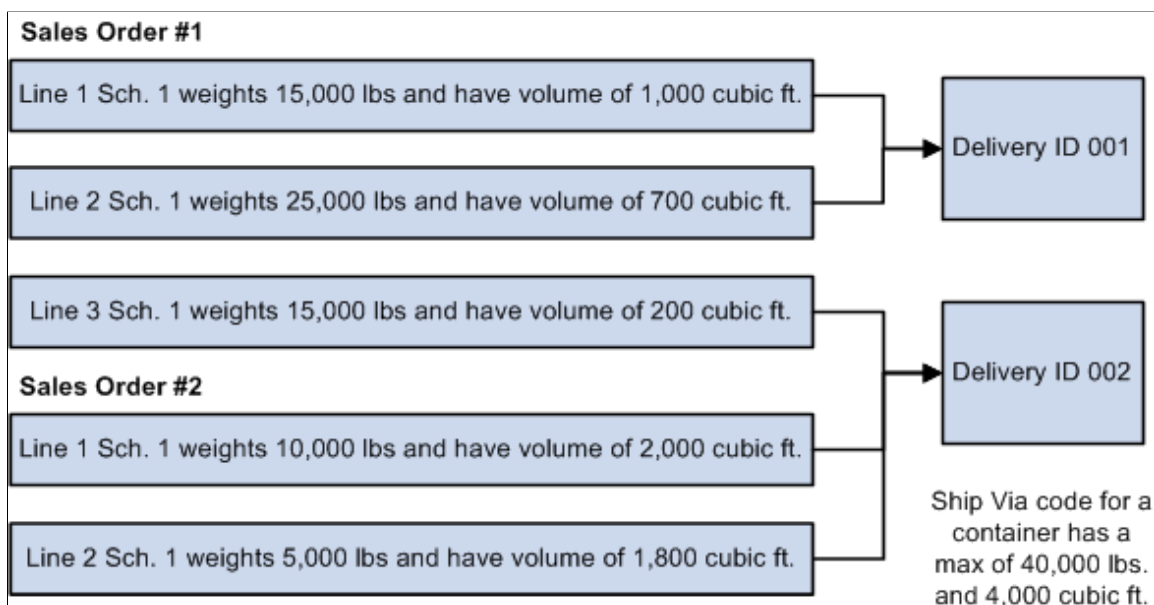 Sales Order #1
Line 1 Sch. 1 weights 15,000 lbs and have volume of 1,000 cubic ft.
Line 2 Sch. 1 weights 25,000 lbs and have volume of 700 cubic ft.
Delivery ID 001
Line 3 Sch. 1 weights 15,000 lbs and have volume of 200 cubic ft.
Sales Order #2
Line 1 Sch. 1 weights 10,000 lbs and have volume of 2,000 cubic ft.
Line 2 Sch. 1 weights 5,000 lbs and have volume of 1,800 cubic ft.
Delivery ID 002
Ship Via code for a
container has a
max of 40,000 lbs.
and 4,000 cubic ft.